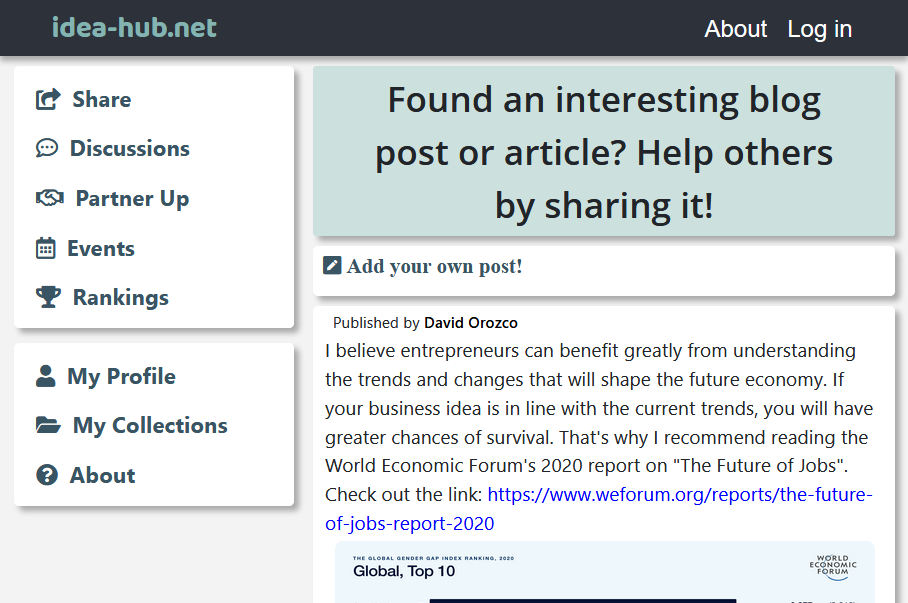 idea-hub.net
About Log in
Share
Discussions
Partner Up
Events
Rankings
My Profile
My Collections
About
Found an interesting blog
post or article? Help others
by sharing it!
Add your own post!
Published by David Orozco
I believe entrepreneurs can benefit greatly from understanding
the trends and changes that will shape the future economy. If
your business idea is in line with the current trends, you will have
greater chances of survival. That's why I recommend reading the
World Economic Forum's 2020 report on "The Future of Jobs".
Check out the link: https://www.weforum.org/reports/the-future-
of-jobs-report-2020
THE GLOBAL GENDER GAP INDEX RANKING, 2020
Global, Top 10
WORLD
ECONOMIC
FORUM